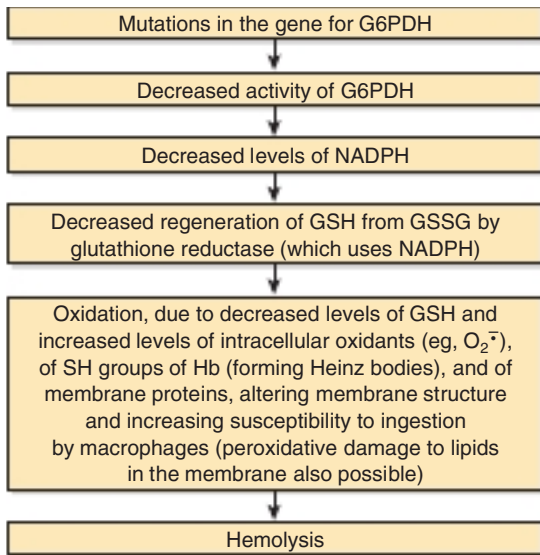 Mutations in the gene for G6PDH
Decreased activity of G6PDH
Decreased levels of NADPH
Decreased regeneration of GSH from GSSG by
glutathione reductase (which uses NADPH)
Oxidation, due to decreased levels of GSH and
increased levels of intracellular oxidants (eg, O₂⁻•),
of SH groups of Hb (forming Heinz bodies), and of
membrane proteins, altering membrane structure
and increasing susceptibility to ingestion
by macrophages (peroxidative damage to lipids
in the membrane also possible)
Hemolysis